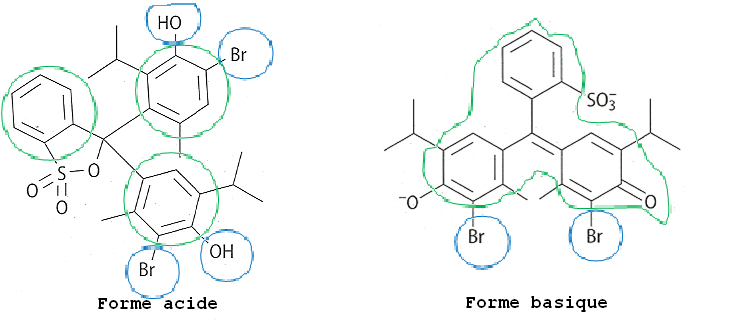 HO
Br
S
O
O
O
Br
OH
Forme acide
SO3−
−O
O
Br
Br
Forme basique